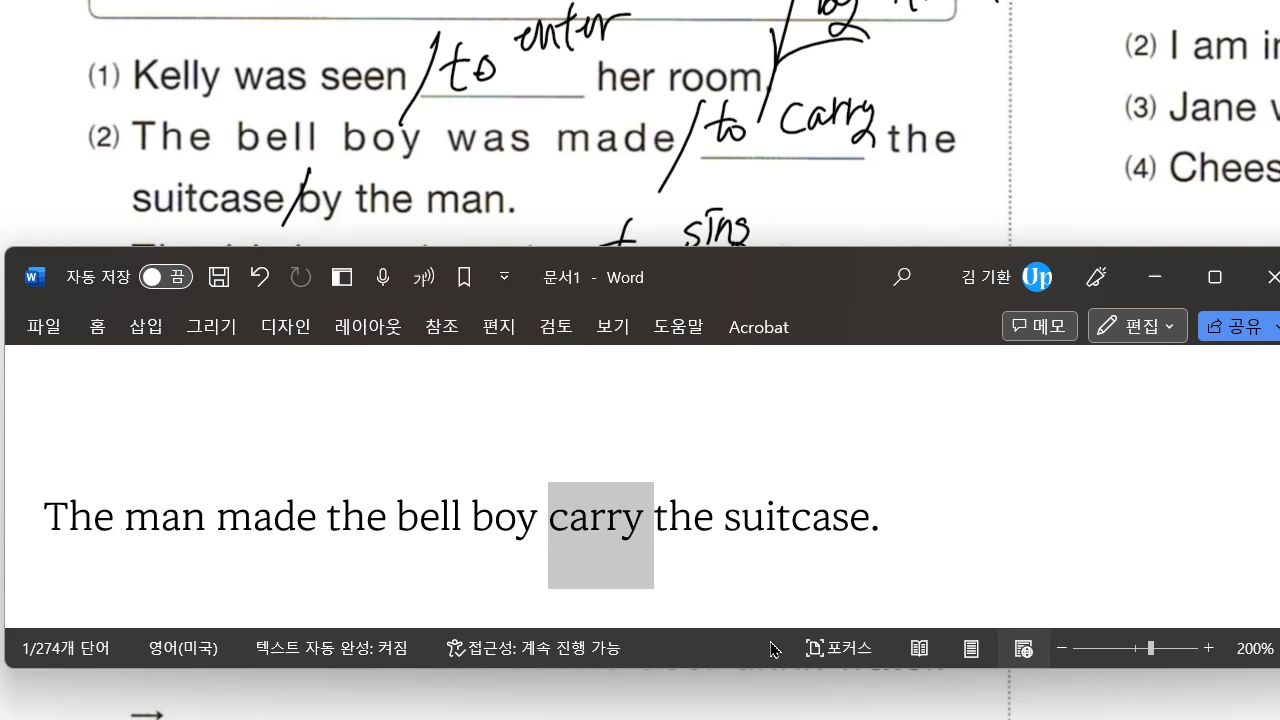 enter
by
(1) Kelly was seen / to her room.
(2) The bell boy was made / to carry the
suitcase / by the man.
sing
(2) I am in
(3) Jane w
(4) Chees
자동 저장 끔 가 문서1 - Word 김 기환 Up
파일 홈 삽입 그리기 디자인 레이아웃 참조 편지 검토 보기 도움말 Acrobat 메모 편집 공유
The man made the bell boy carry the suitcase.
1/274개 단어 영어(미국) 텍스트 자동 완성: 켜짐 접근성: 계속 진행 가능 포커스 200%